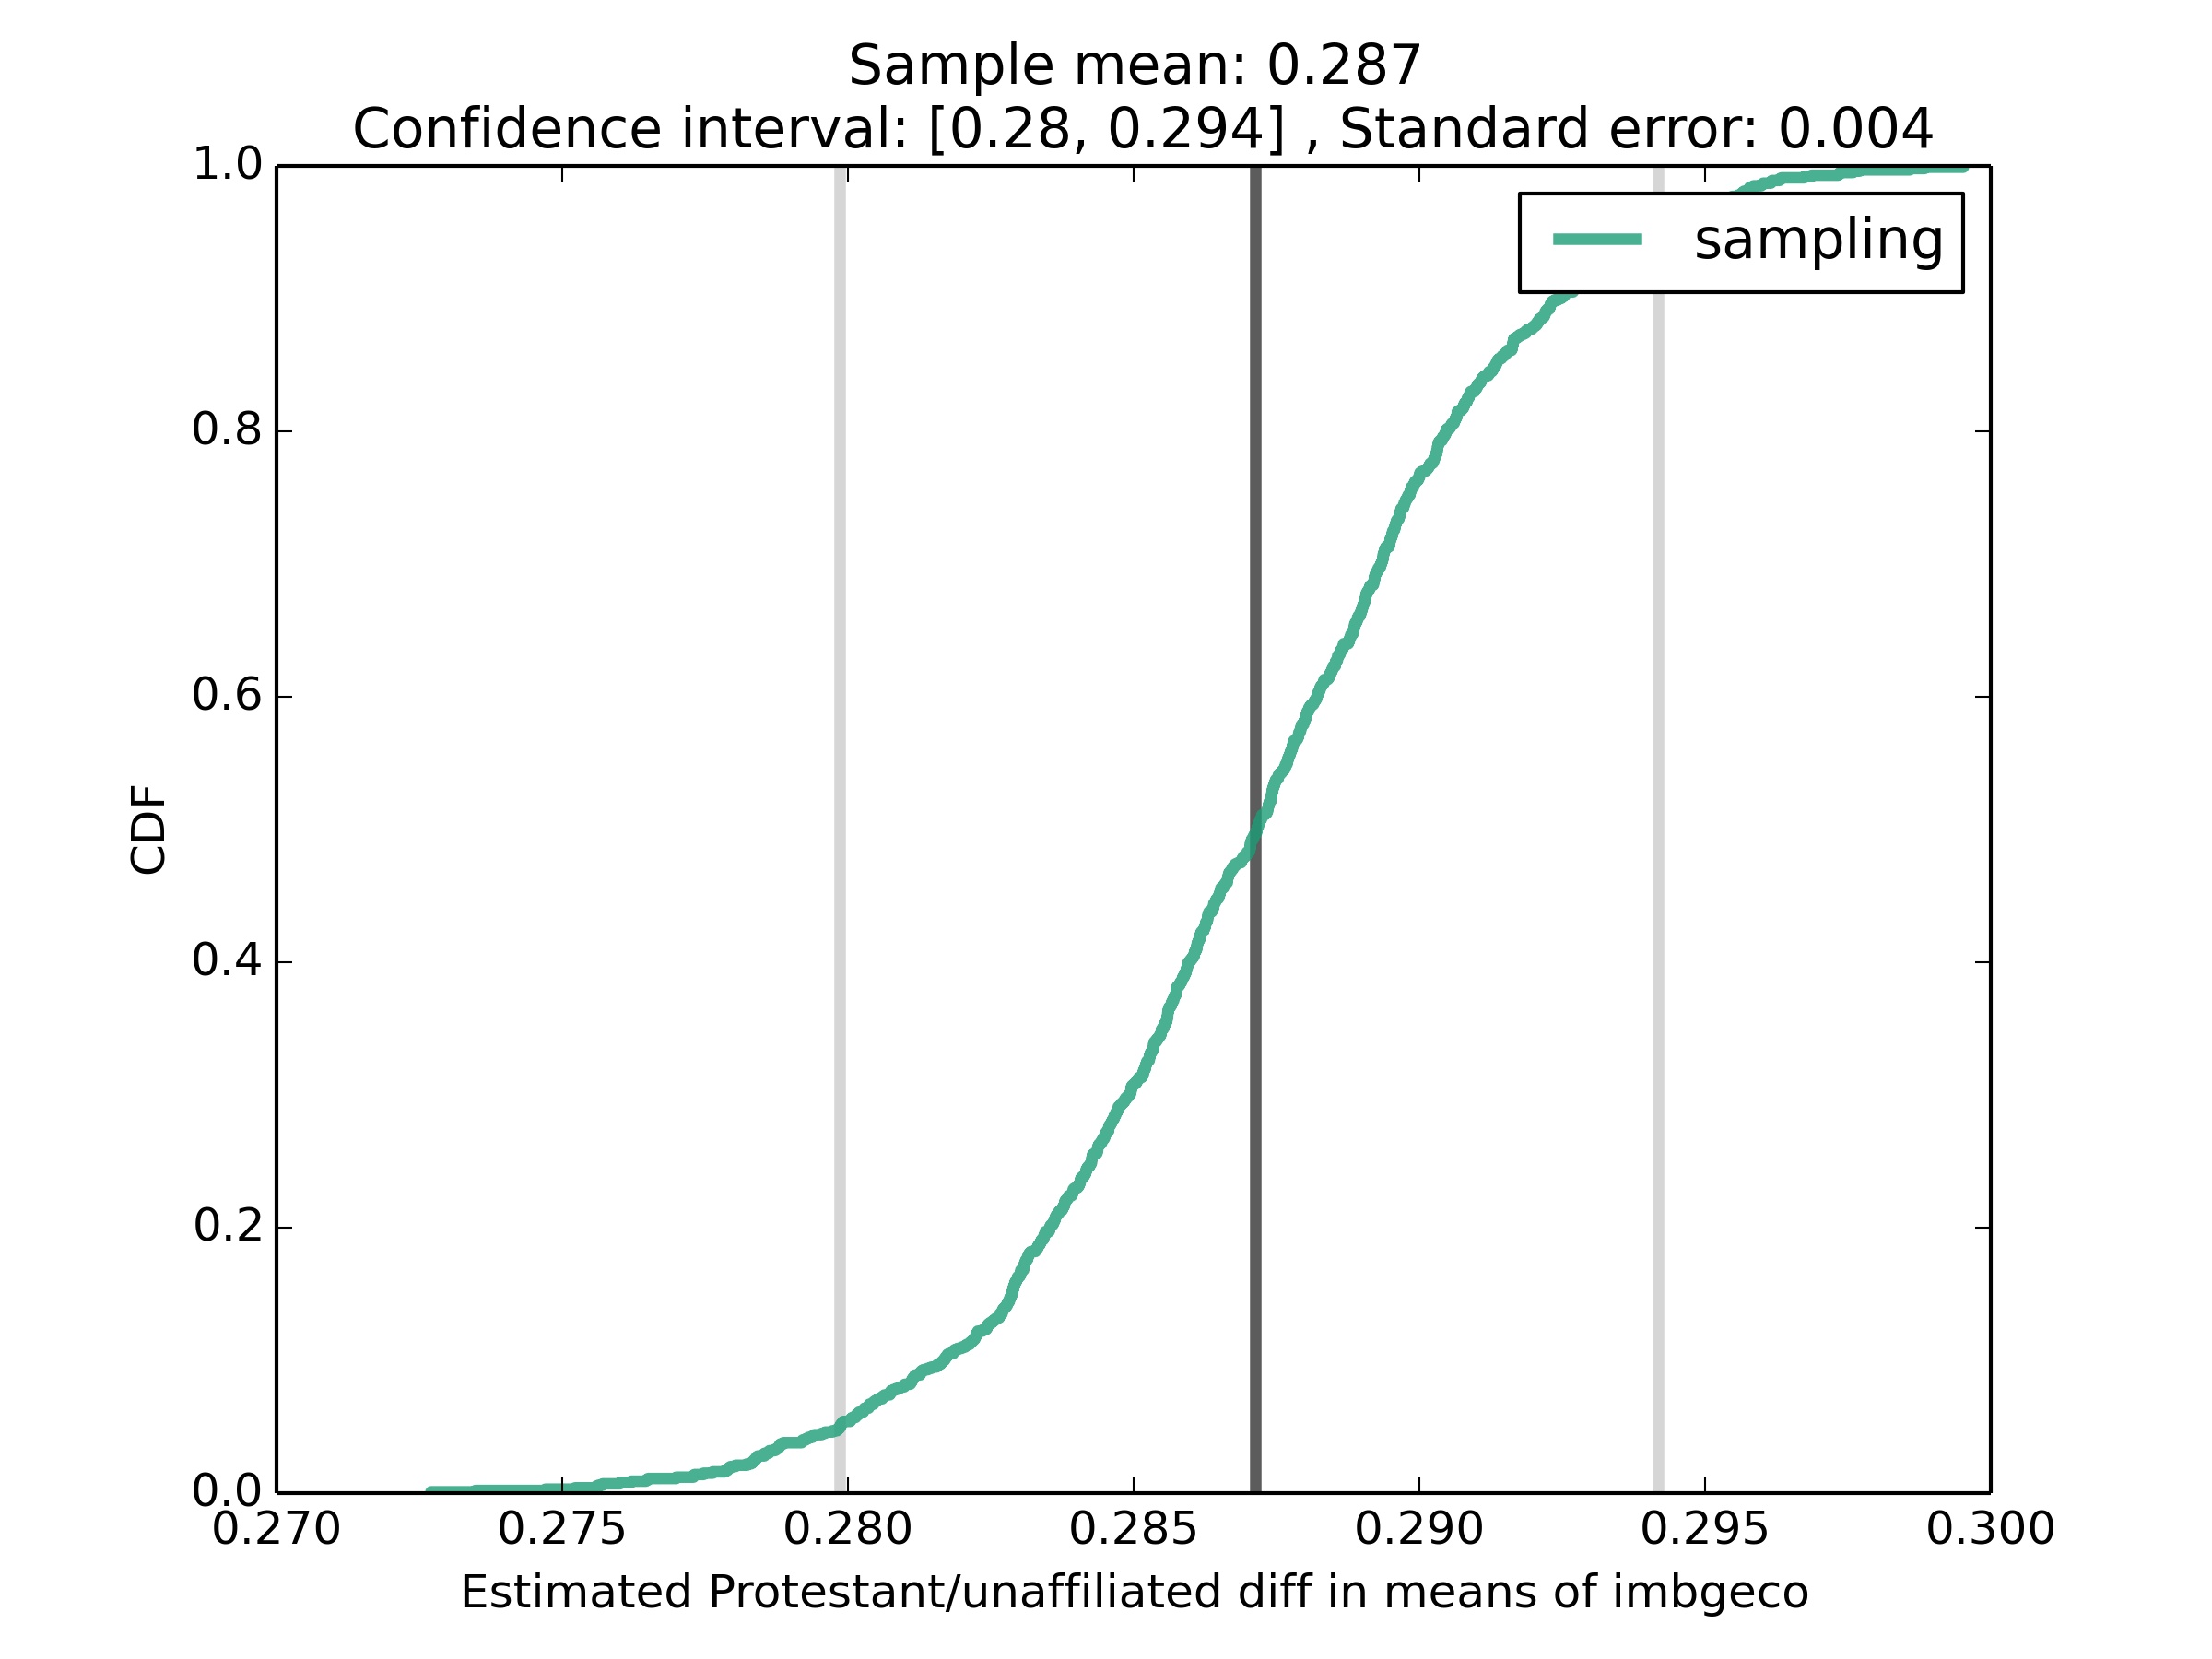 Sample mean: 0.287
Confidence interval: [0.28, 0.294] , Standard error: 0.004
1.0
sampling
0.8
0.6
CDF
0.4
0.2
0.0
0.270 0.275 0.280 0.285 0.290 0.295 0.300
Estimated Protestant/unaffiliated diff in means of imbgeco